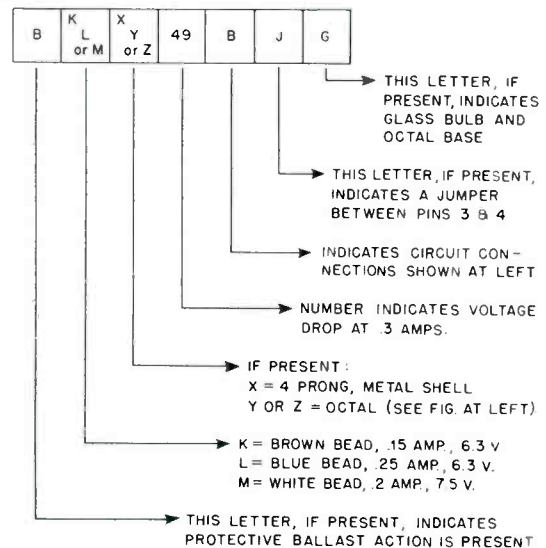 B
K
L
or M
X
Y
or Z
49
B
J
G
THIS LETTER, IF
PRESENT, INDICATES
GLASS BULB AND
OCTAL BASE
THIS LETTER, IF PRESENT,
INDICATES A JUMPER
BETWEEN PINS 3 & 4
INDICATES CIRCUIT CON-
NECTIONS SHOWN AT LEFT
NUMBER INDICATES VOLTAGE
DROP AT .3 AMPS.
IF PRESENT:
X = 4 PRONG, METAL SHELL
Y OR Z = OCTAL (SEE FIG. AT LEFT)
K = BROWN BEAD, .15 AMP., 6.3 V
L = BLUE BEAD, .25 AMP., 6.3 V.
M = WHITE BEAD, .2 AMP., 7.5 V.
THIS LETTER, IF PRESENT, INDICATES
PROTECTIVE BALLAST ACTION IS PRESENT